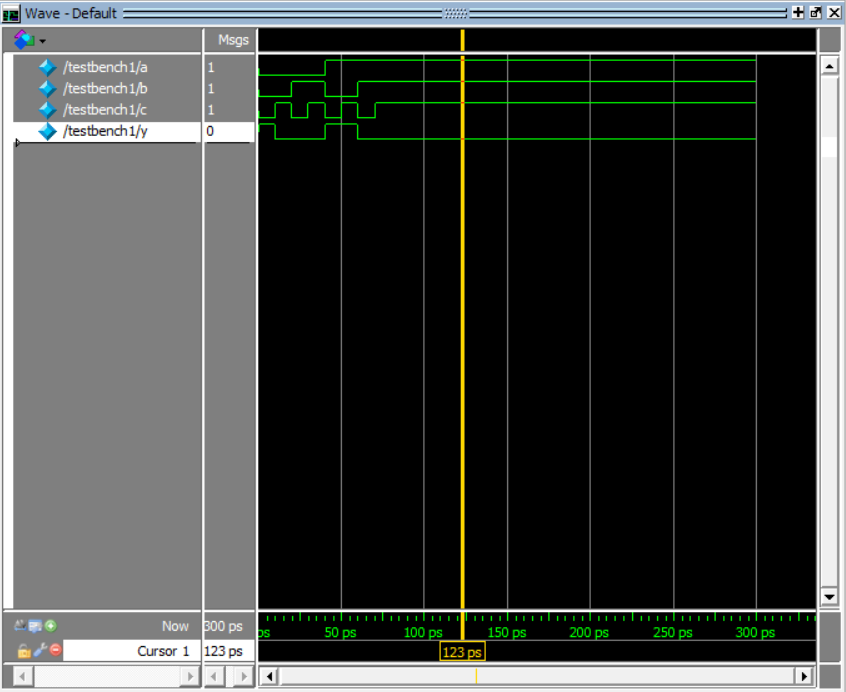 Wave - Default
Msgs
/testbench1/a 1
/testbench1/b 1
/testbench1/c 1
/testbench1/y 0
Now 300 ps
ps 50 ps 100 ps 150 ps 200 ps 250 ps 300 ps
Cursor 1 123 ps
123 ps